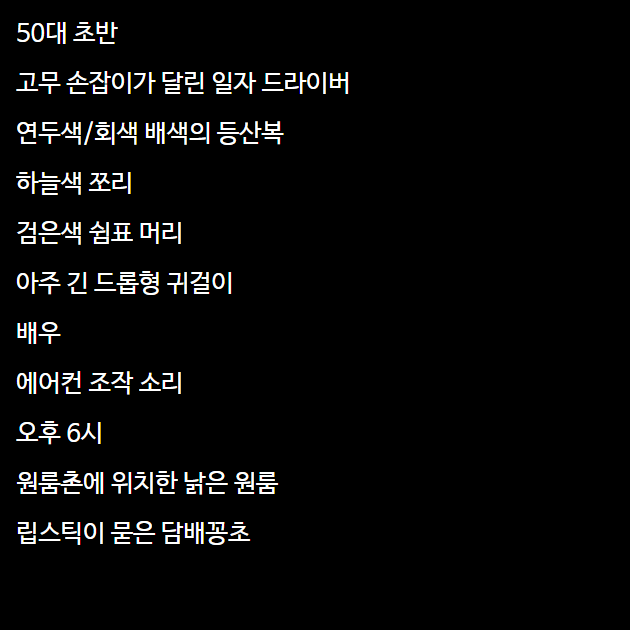 50대 초반
고무 손잡이가 달린 일자 드라이버
연두색/회색 배색의 등산복
하늘색 쪼리
검은색 쉼표 머리
아주 긴 드롭형 귀걸이
배우
에어컨 조작 소리
오후 6시
원룸촌에 위치한 낡은 원룸
립스틱이 묻은 담배꽁초